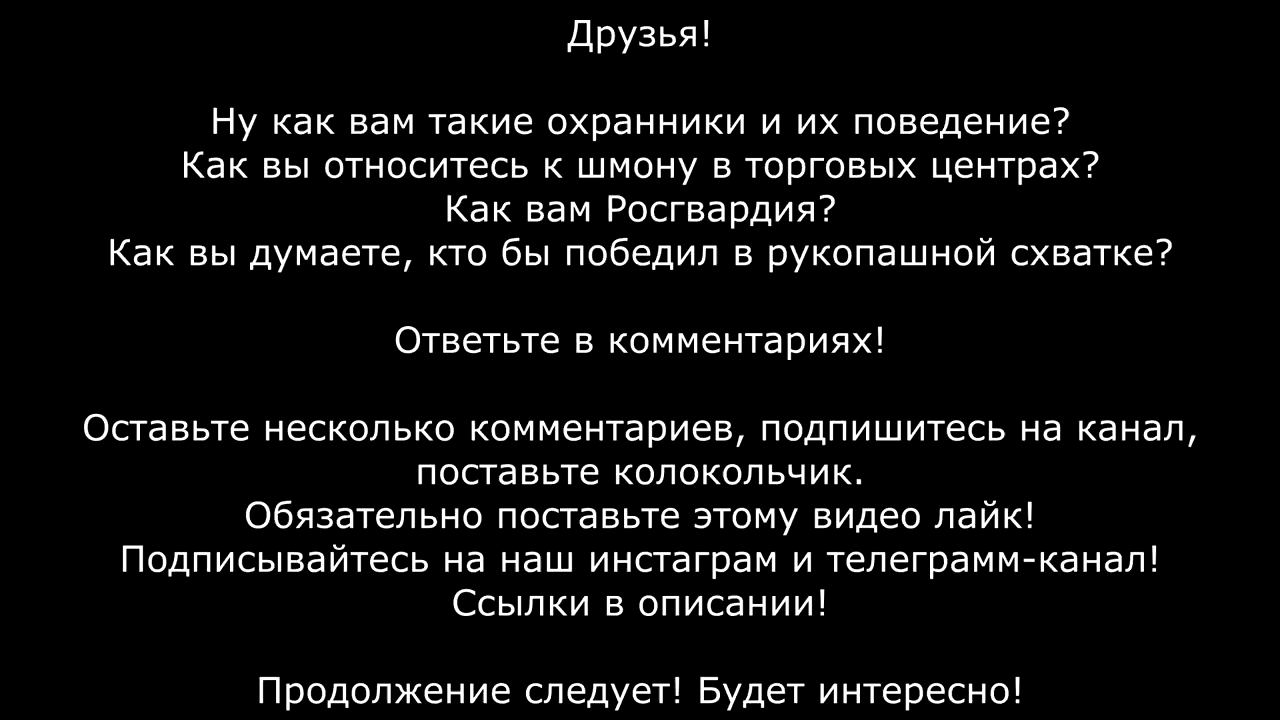 Друзья!
Ну как вам такие охранники и их поведение?
Как вы относитесь к шмону в торговых центрах?
Как вам Росгвардия?
Как вы думаете, кто бы победил в рукопашной схватке?
Ответьте в комментариях!
Оставьте несколько комментариев, подпишитесь на канал,
поставьте колокольчик.
Обязательно поставьте этому видео лайк!
Подписывайтесь на наш инстаграм и телеграмм-канал!
Ссылки в описании!
Продолжение следует! Будет интересно!